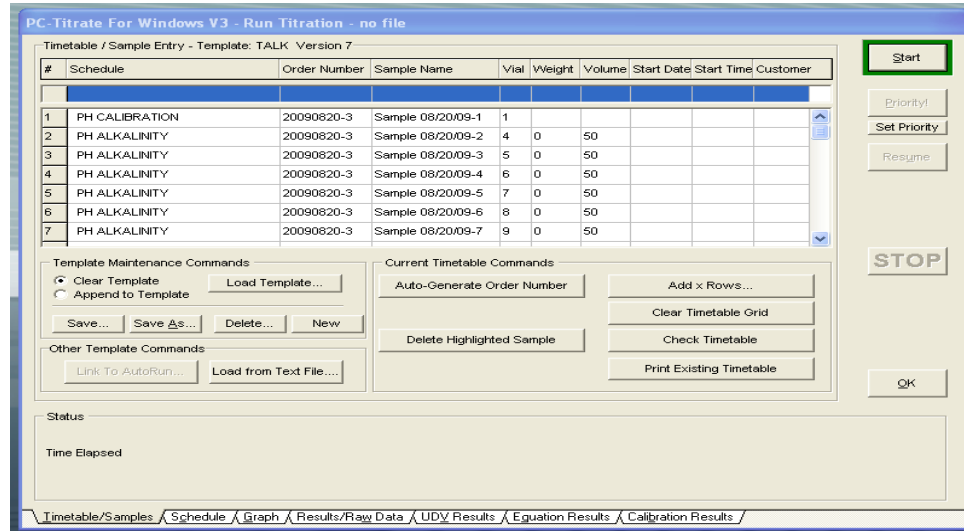 PC-Titrate For Windows V3 - Run Titration - no file
Timetable / Sample Entry - Template: TALK Version 7
# Schedule Order Number Sample Name Vial Weight Volume Start Date Start Time Customer
1 PH CALIBRATION 20090820-3 Sample 08/20/09-1 1
2 PH ALKALINITY 20090820-3 Sample 08/20/09-2 4 0 50
3 PH ALKALINITY 20090820-3 Sample 08/20/09-3 5 0 50
4 PH ALKALINITY 20090820-3 Sample 08/20/09-4 6 0 50
5 PH ALKALINITY 20090820-3 Sample 08/20/09-5 7 0 50
6 PH ALKALINITY 20090820-3 Sample 08/20/09-6 8 0 50
7 PH ALKALINITY 20090820-3 Sample 08/20/09-7 9 0 50
Start
Priority!
Set Priority
Resume
STOP
OK
Template Maintenance Commands
Clear Template
Append to Template
Load Template...
Save... Save As... Delete... New
Other Template Commands
Link To AutoRun... Load from Text File....
Current Timetable Commands
Auto-Generate Order Number
Delete Highlighted Sample
Add x Rows...
Clear Timetable Grid
Check Timetable
Print Existing Timetable
Status
Time Elapsed
Timetable/Samples Schedule Graph Results/Raw Data UDV Results Equation Results Calibration Results